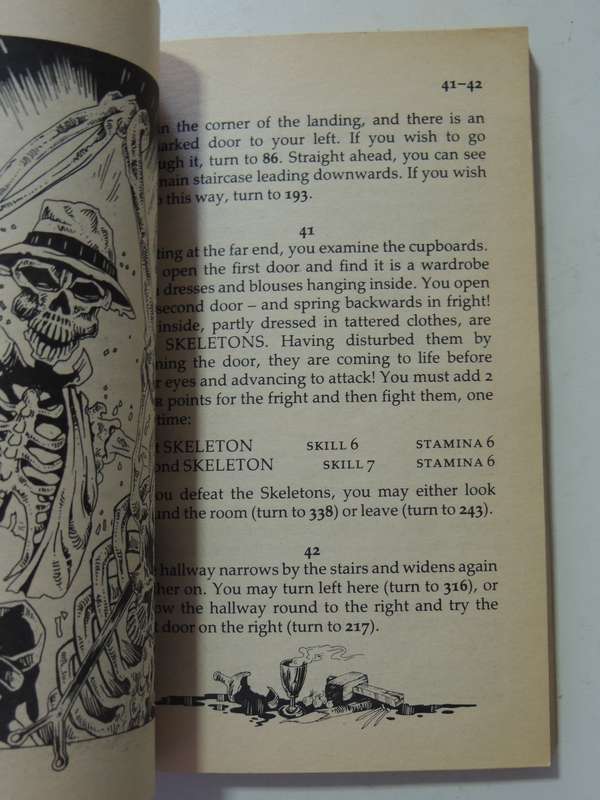 41–42
in the corner of the landing, and there is an
marked door to your left. If you wish to go
ugh it, turn to 86. Straight ahead, you can see
main staircase leading downwards. If you wish
this way, turn to 193.
41
ting at the far end, you examine the cupboards.
open the first door and find it is a wardrobe
dresses and blouses hanging inside. You open
second door – and spring backwards in fright!
inside, partly dressed in tattered clothes, are
SKELETONS. Having disturbed them by
ning the door, they are coming to life before
r eyes and advancing to attack! You must add 2
R points for the fright and then fight them, one
time:
t SKELETON SKILL 6 STAMINA 6
ond SKELETON SKILL 7 STAMINA 6
ou defeat the Skeletons, you may either look
und the room (turn to 338) or leave (turn to 243).
42
hallway narrows by the stairs and widens again
her on. You may turn left here (turn to 316), or
ow the hallway round to the right and try the
t door on the right (turn to 217).